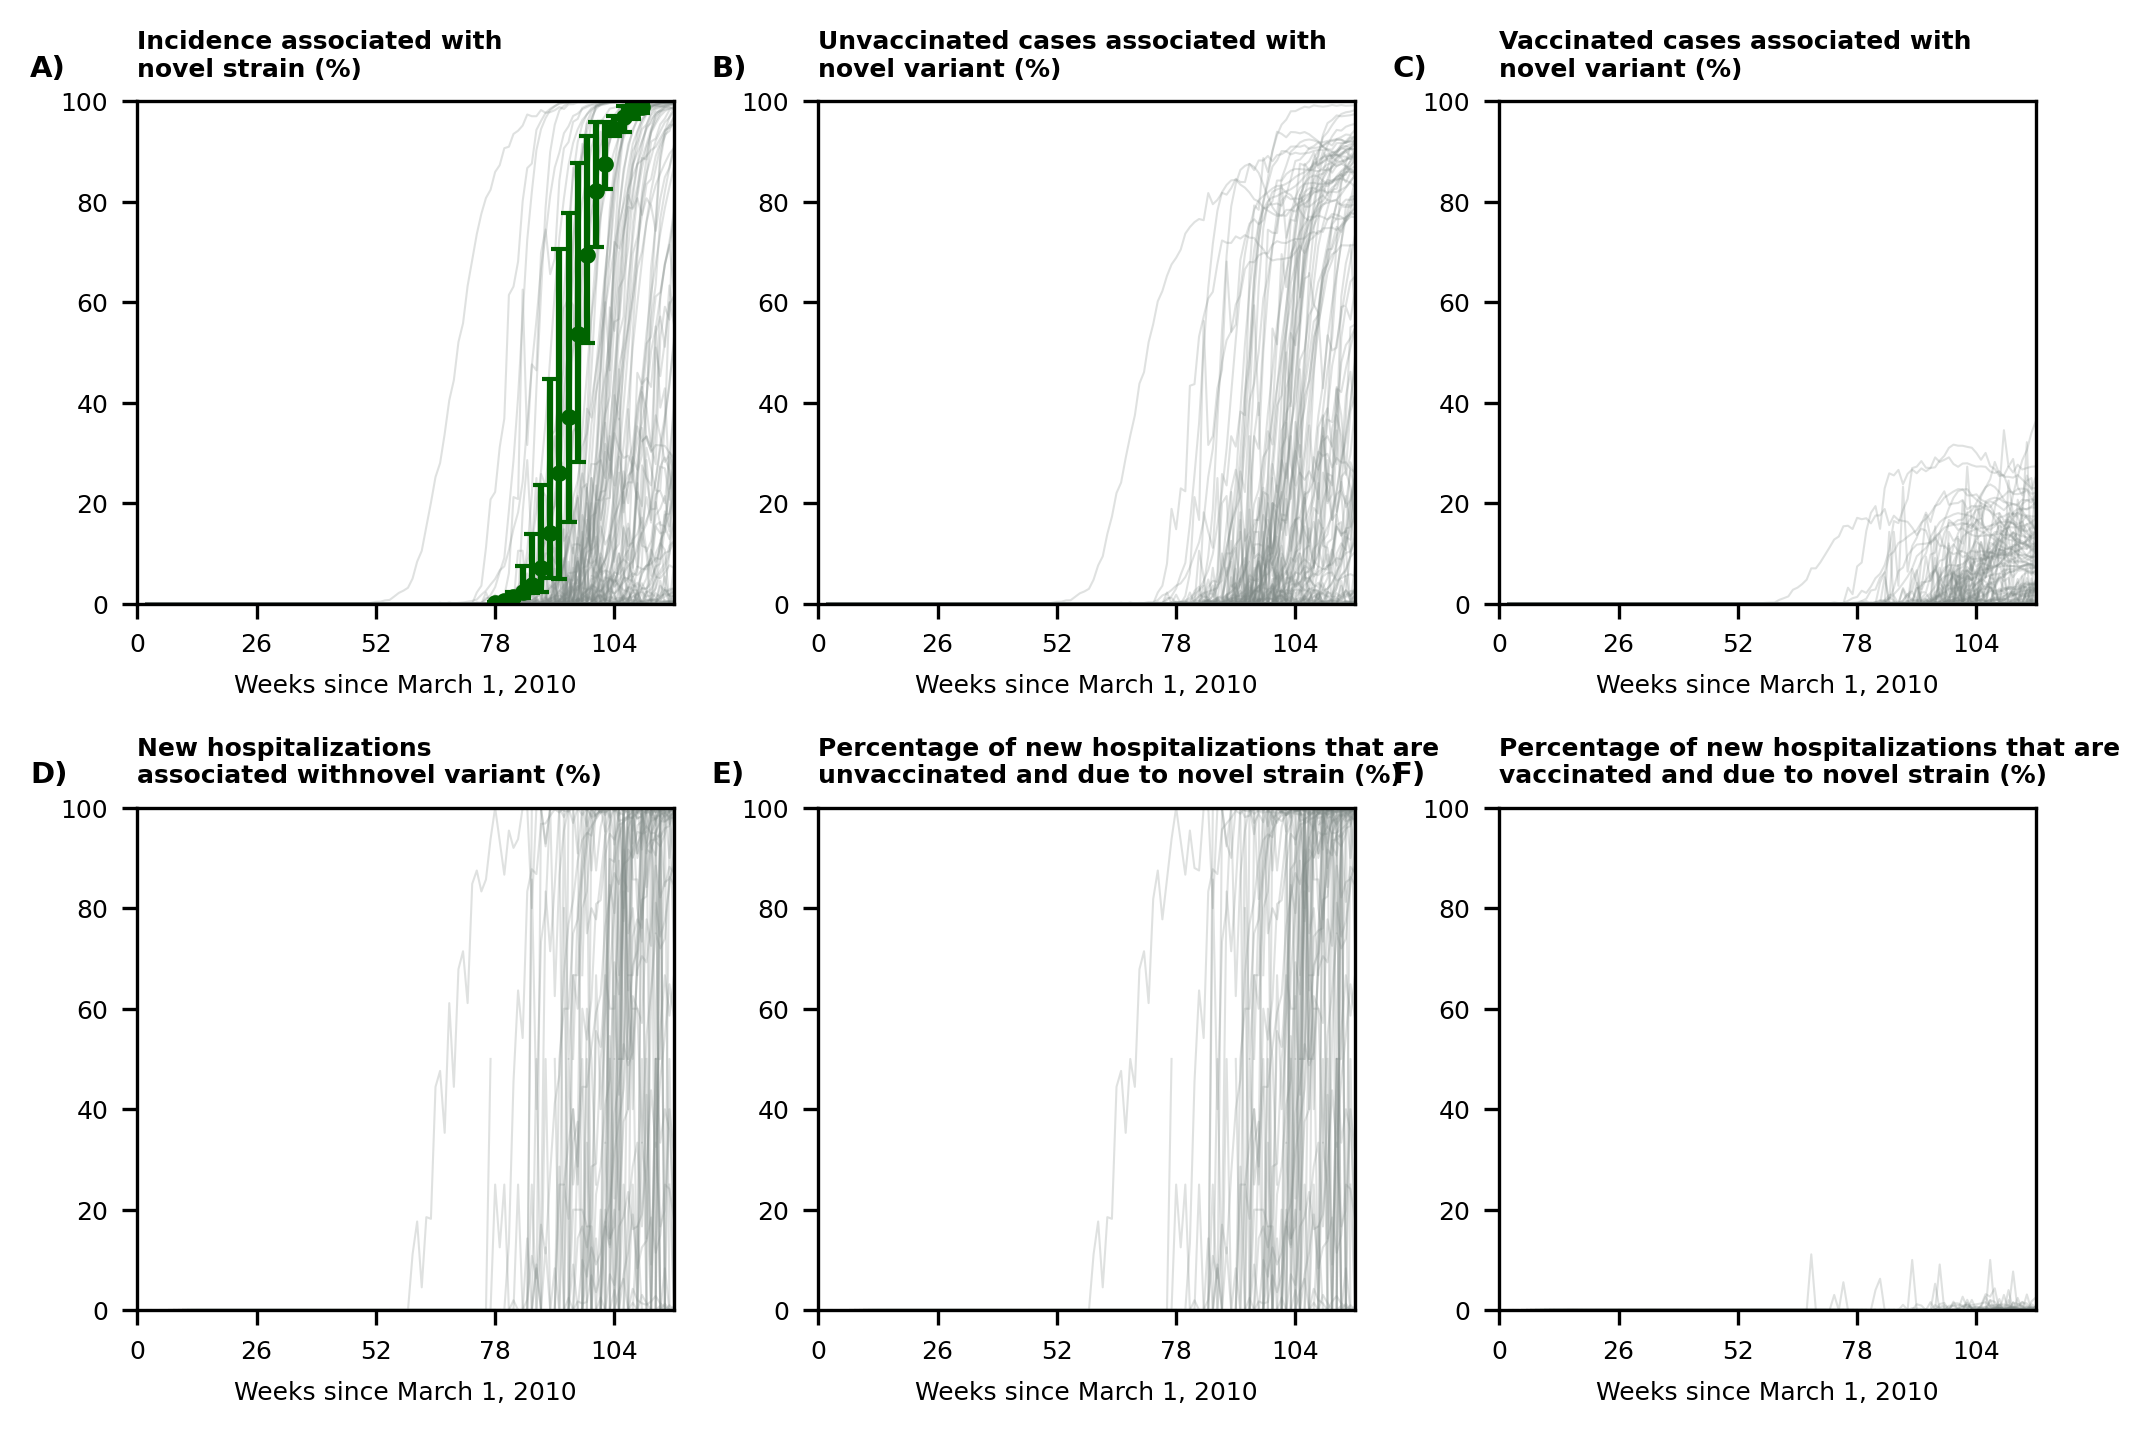 A)
Incidence associated with
novel strain (%)
100
80
60
40
20
0
0 26 52 78 104
Weeks since March 1, 2010
B)
Unvaccinated cases associated with
novel variant (%)
100
80
60
40
20
0
0 26 52 78 104
Weeks since March 1, 2010
C)
Vaccinated cases associated with
novel variant (%)
100
80
60
40
20
0
0 26 52 78 104
Weeks since March 1, 2010
D)
New hospitalizations
associated withnovel variant (%)
100
80
60
40
20
0
0 26 52 78 104
Weeks since March 1, 2010
E)
Percentage of new hospitalizations that are
unvaccinated and due to novel strain (%)
100
80
60
40
20
0
0 26 52 78 104
Weeks since March 1, 2010
F)
Percentage of new hospitalizations that are
vaccinated and due to novel strain (%)
100
80
60
40
20
0
0 26 52 78 104
Weeks since March 1, 2010